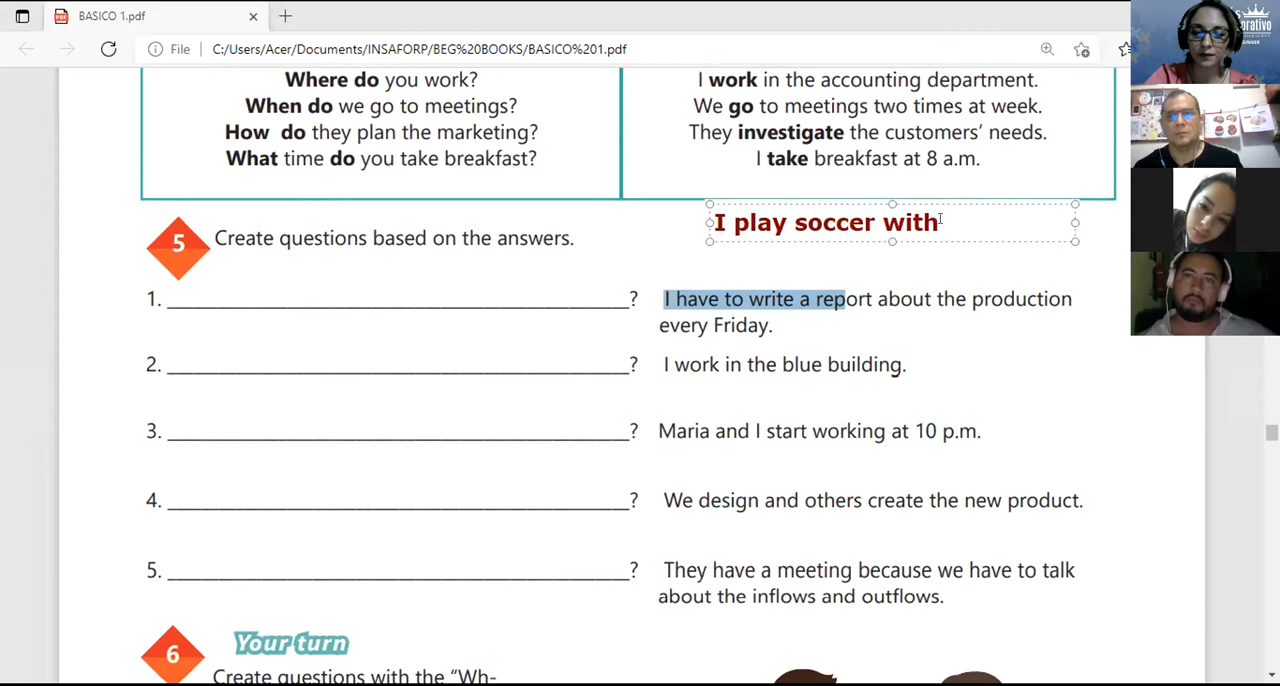 BASICO 1.pdf
File
C:/Users/Acer/Documents/INSAFORP/BEG%20BOOKS/BASICO%201.pdf
Where do you work?
When do we go to meetings?
How do they plan the marketing?
What time do you take breakfast?
I work in the accounting department.
We go to meetings two times at week.
They investigate the customers' needs.
I take breakfast at 8 a.m.
I play soccer with
5 Create questions based on the answers.
1. ___________________________________________? I have to write a report about the production
every Friday.
2. ___________________________________________? I work in the blue building.
3. ___________________________________________? Maria and I start working at 10 p.m.
4. ___________________________________________? We design and others create the new product.
5. ___________________________________________? They have a meeting because we have to talk
about the inflows and outflows.
6 Your turn
Create questions with the "Wh-